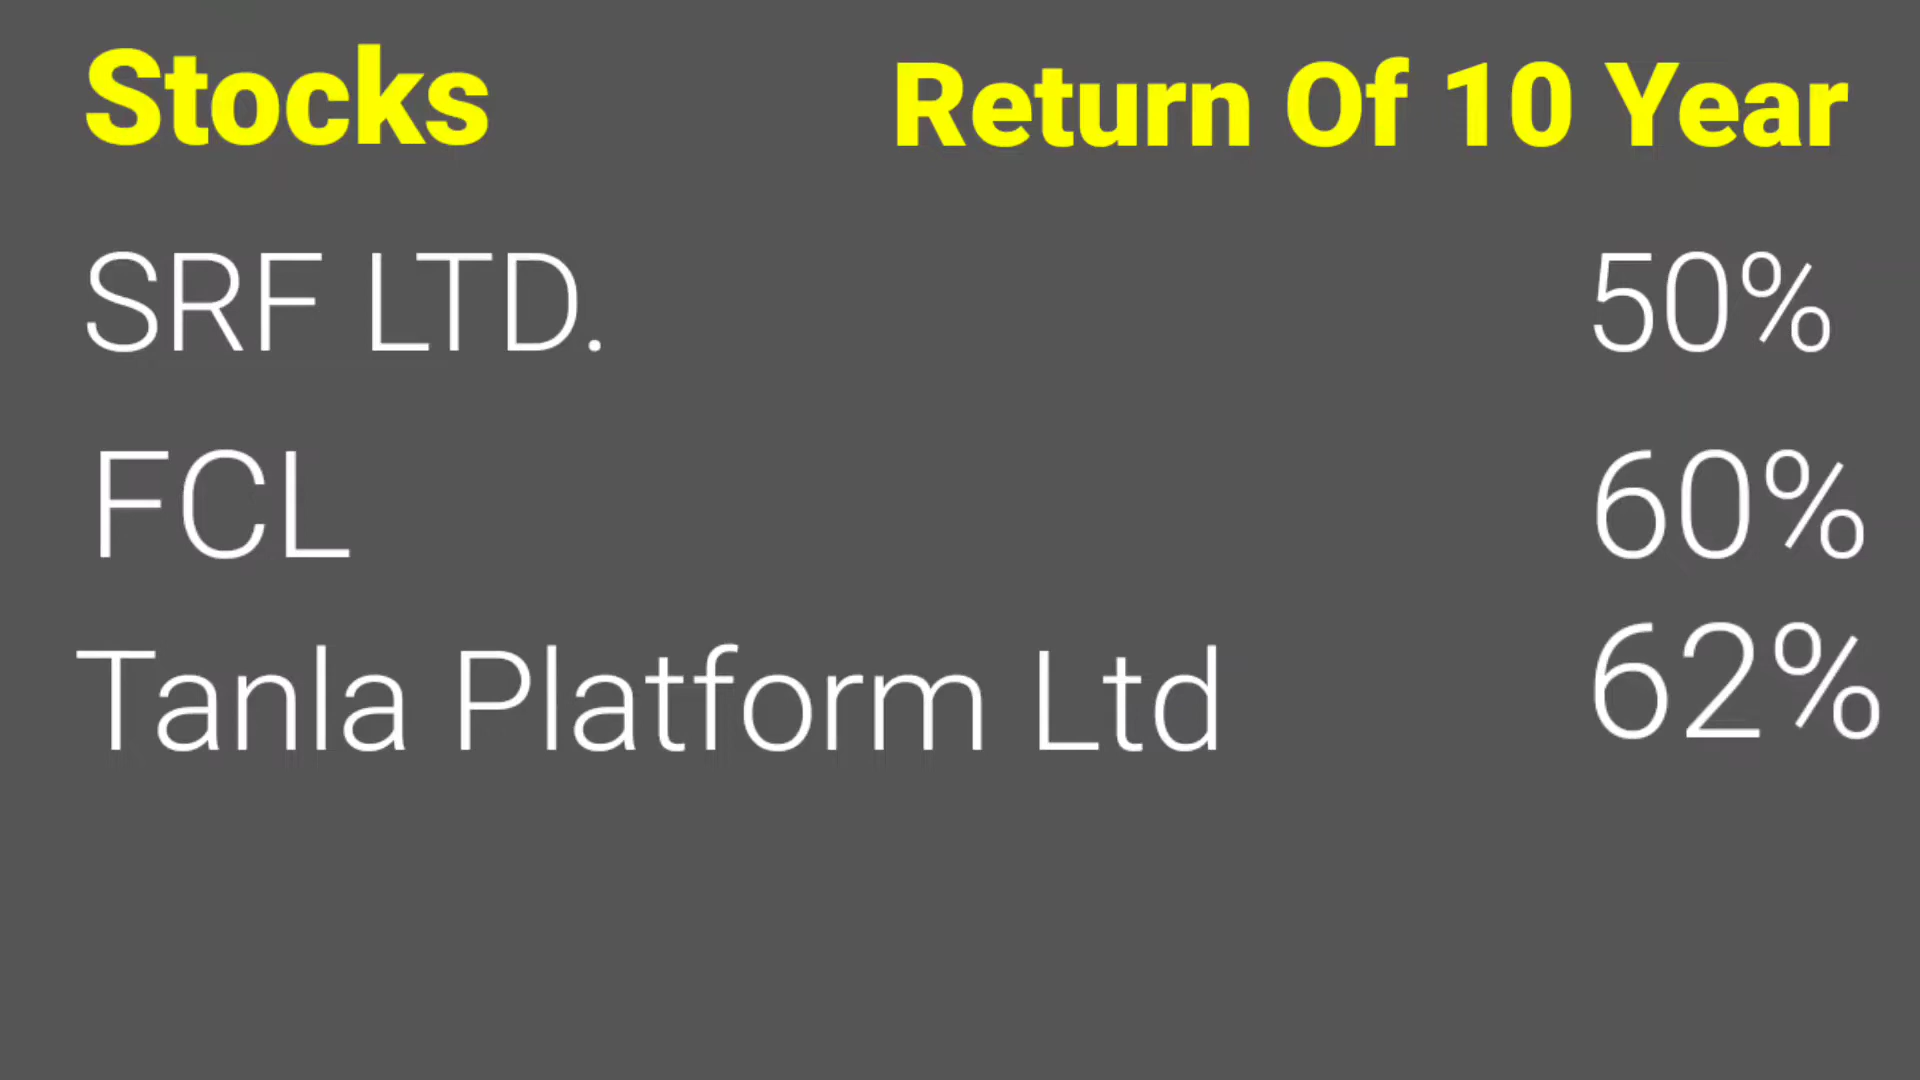 Stocks Return Of 10 Year
SRF LTD. 50%
FCL 60%
Tanla Platform Ltd 62%